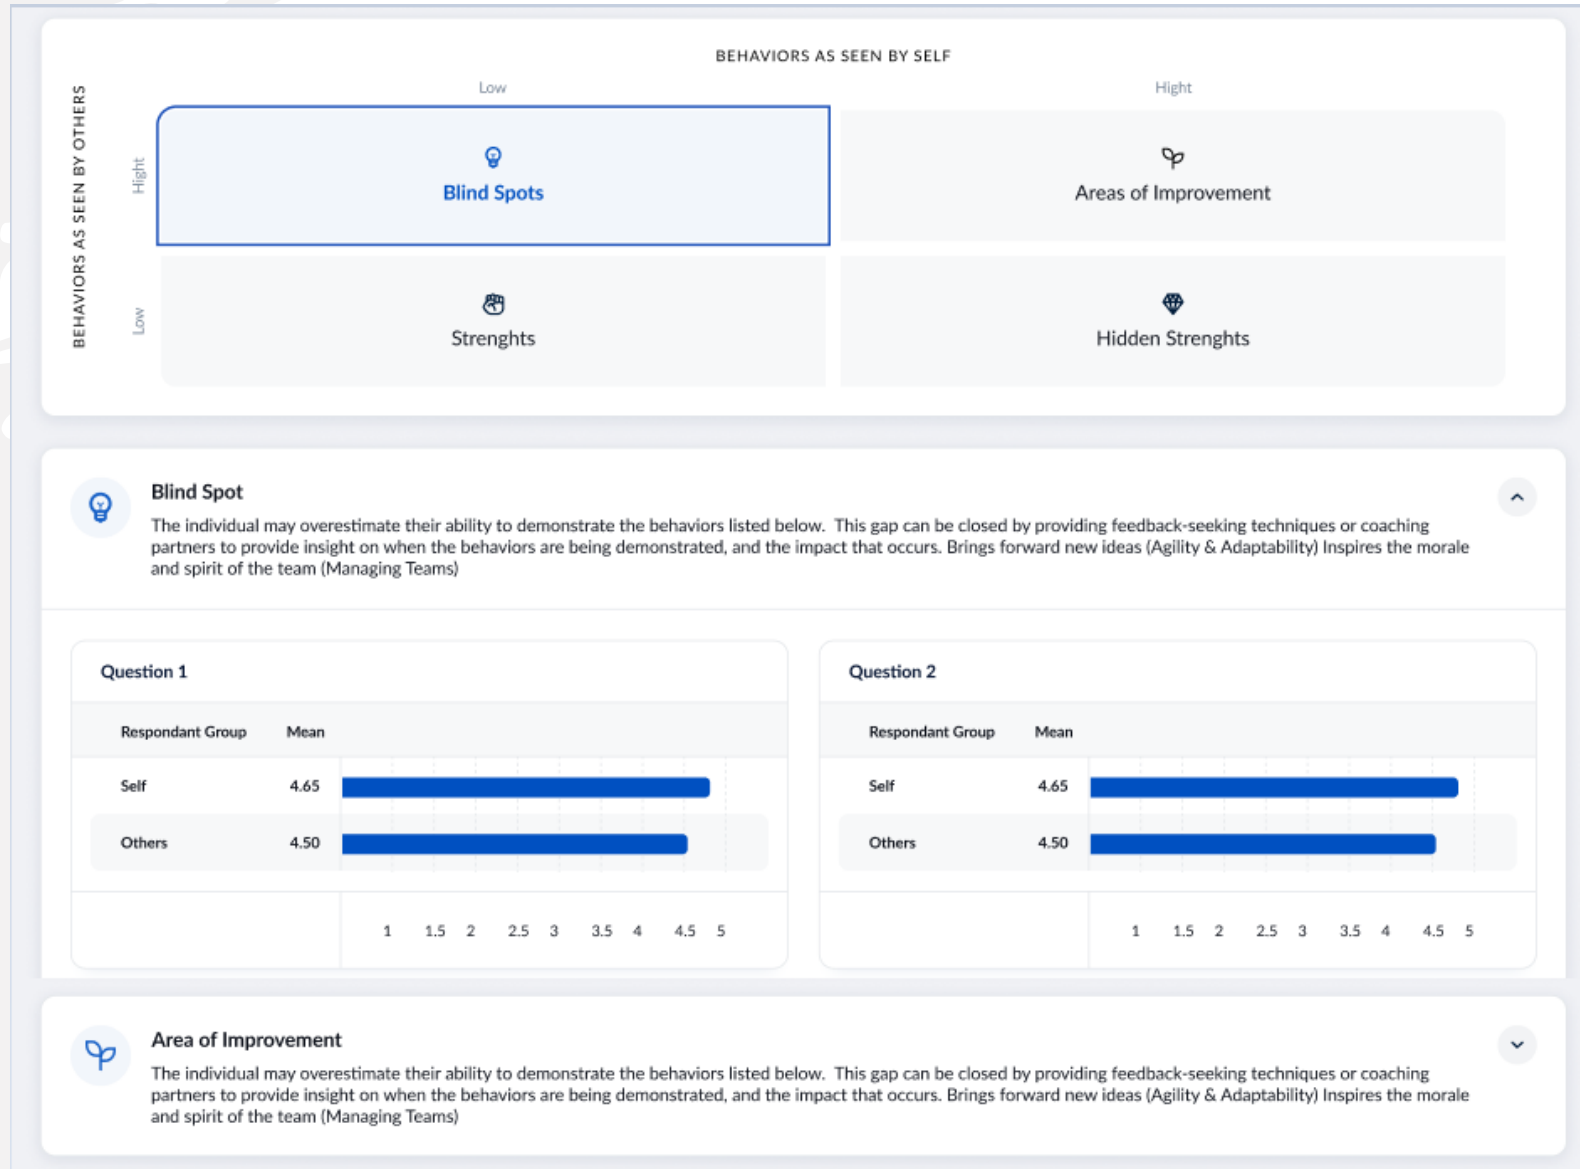 BEHAVIORS AS SEEN BY SELF
Low
Hight
BEHAVIORS AS SEEN BY OTHERS
Hight
Blind Spots
Areas of Improvement
Low
Strenghts
Hidden Strenghts
Blind Spot
The individual may overestimate their ability to demonstrate the behaviors listed below. This gap can be closed by providing feedback-seeking techniques or coaching
partners to provide insight on when the behaviors are being demonstrated, and the impact that occurs. Brings forward new ideas (Agility & Adaptability) Inspires the morale
and spirit of the team (Managing Teams)
Question 1
Respondant Group Mean
Self 4.65
Others 4.50
1 1.5 2 2.5 3 3.5 4 4.5 5
Question 2
Respondant Group Mean
Self 4.65
Others 4.50
1 1.5 2 2.5 3 3.5 4 4.5 5
Area of Improvement
The individual may overestimate their ability to demonstrate the behaviors listed below. This gap can be closed by providing feedback-seeking techniques or coaching
partners to provide insight on when the behaviors are being demonstrated, and the impact that occurs. Brings forward new ideas (Agility & Adaptability) Inspires the morale
and spirit of the team (Managing Teams)